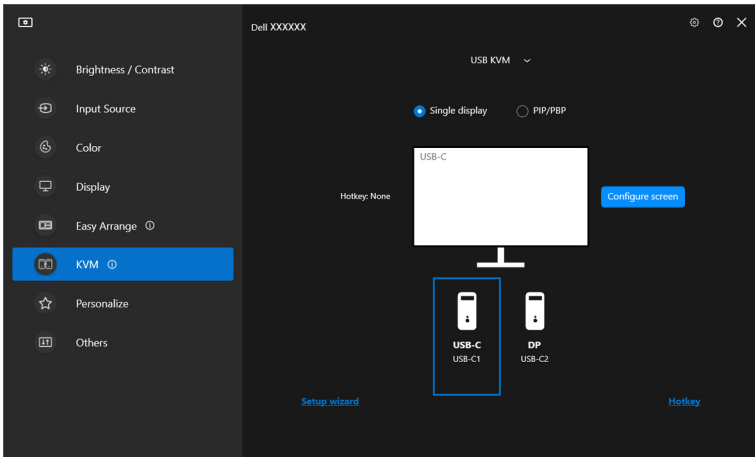 Dell XXXXXX
Brightness / Contrast
Input Source
Color
Display
Easy Arrange
KVM
Personalize
Others
USB KVM
Single display
PIP/PBP
USB-C
Hotkey: None
Configure screen
USB-C
USB-C1
DP
USB-C2
Setup wizard
Hotkey